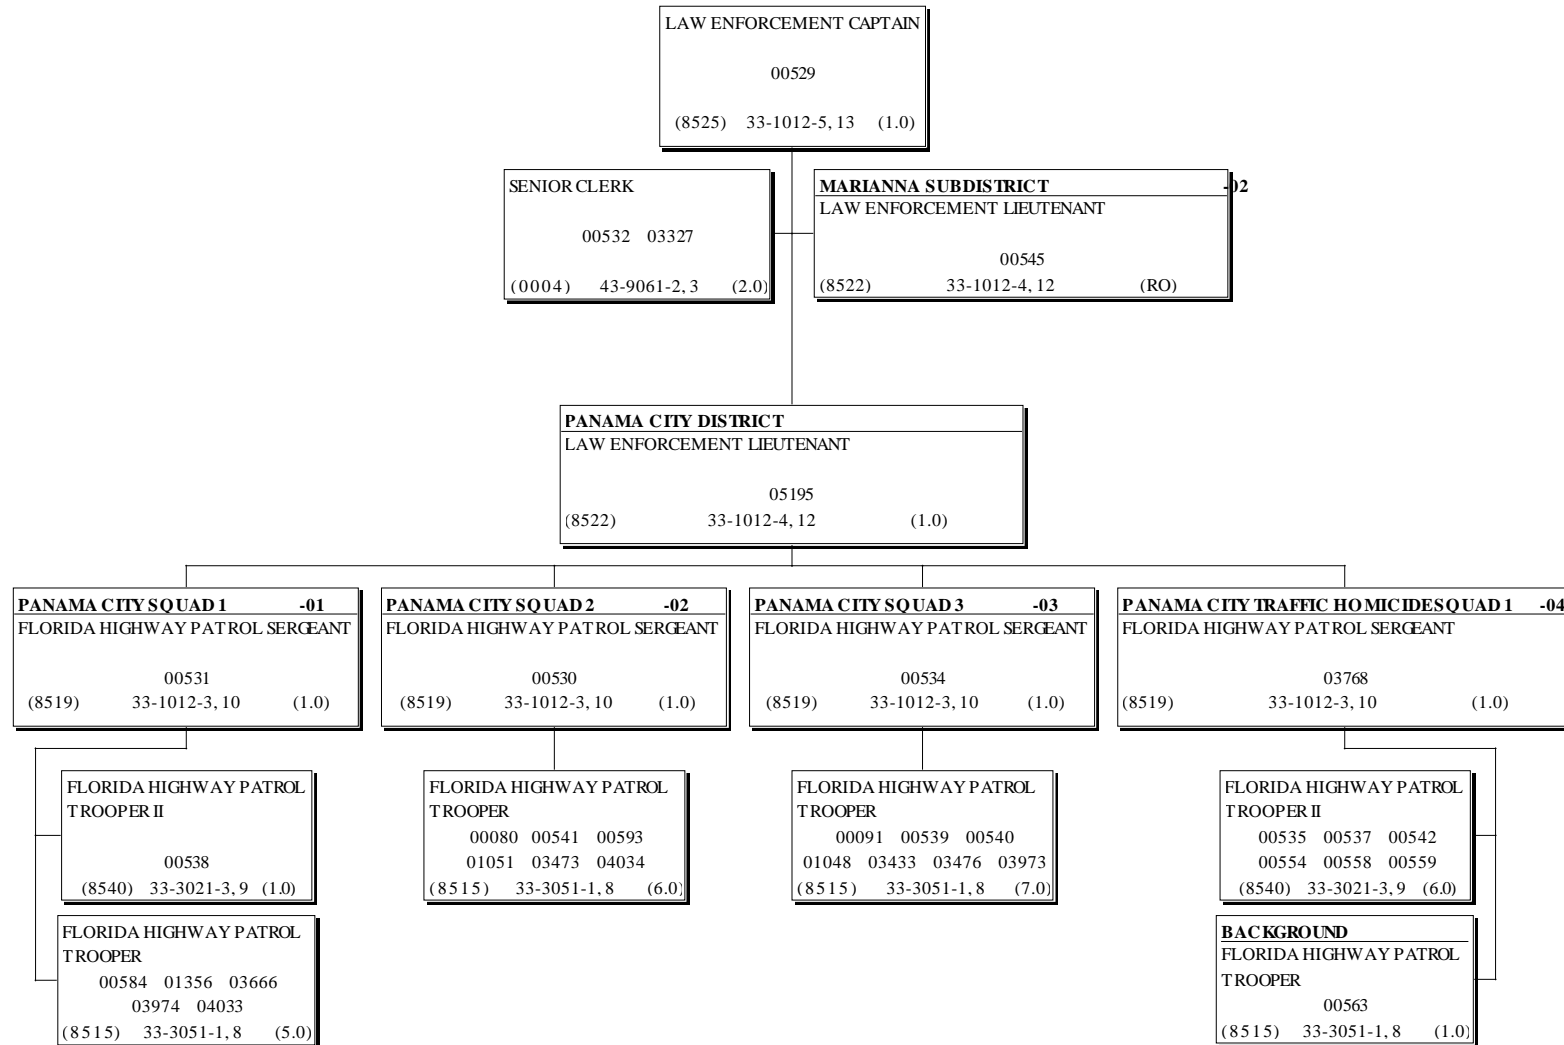 LAW ENFORCEMENT CAPTAIN
00529
(8525) 33-1012-5, 13 (1.0)
SENIOR CLERK
00532 03327
(0004) 43-9061-2, 3 (2.0)
MARIANNA SUBDISTRICT -02
LAW ENFORCEMENT LIEUTENANT
00545
(8522) 33-1012-4, 12 (RO)
PANAMA CITY DISTRICT
LAW ENFORCEMENT LIEUTENANT
05195
(8522) 33-1012-4, 12 (1.0)
PANAMA CITY SQUAD 1 -01
FLORIDA HIGHWAY PATROL SERGEANT
00531
(8519) 33-1012-3, 10 (1.0)
PANAMA CITY SQUAD 2 -02
FLORIDA HIGHWAY PATROL SERGEANT
00530
(8519) 33-1012-3, 10 (1.0)
PANAMA CITY SQUAD 3 -03
FLORIDA HIGHWAY PATROL SERGEANT
00534
(8519) 33-1012-3, 10 (1.0)
PANAMA CITY TRAFFIC HOMICIDE SQUAD 1 -04
FLORIDA HIGHWAY PATROL SERGEANT
03768
(8519) 33-1012-3, 10 (1.0)
FLORIDA HIGHWAY PATROL
TROOPER II
00538
(8540) 33-3021-3, 9 (1.0)
FLORIDA HIGHWAY PATROL
TROOPER
00584 01356 03666
03974 04033
(8515) 33-3051-1, 8 (5.0)
FLORIDA HIGHWAY PATROL
TROOPER
00080 00541 00593
01051 03473 04034
(8515) 33-3051-1, 8 (6.0)
FLORIDA HIGHWAY PATROL
TROOPER
00091 00539 00540
01048 03433 03476 03973
(8515) 33-3051-1, 8 (7.0)
FLORIDA HIGHWAY PATROL
TROOPER II
00535 00537 00542
00554 00558 00559
(8540) 33-3021-3, 9 (6.0)
BACKGROUND
FLORIDA HIGHWAY PATROL
TROOPER
00563
(8515) 33-3051-1, 8 (1.0)